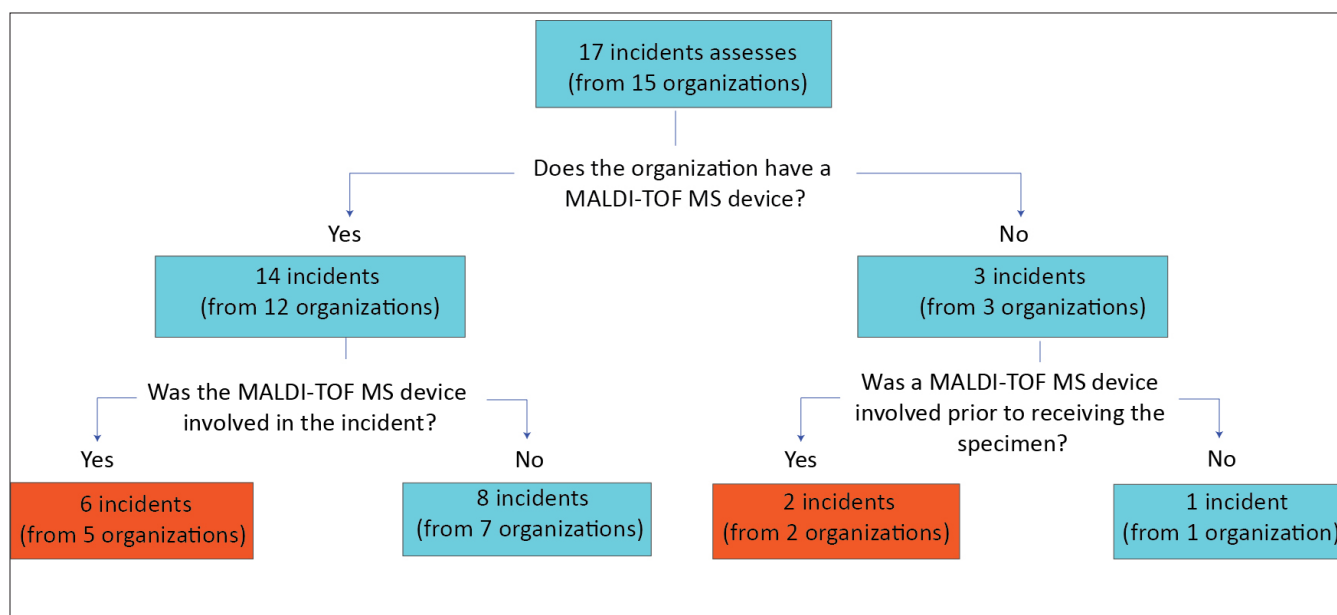 17 incidents assesses
(from 15 organizations)
Does the organization have a
MALDI-TOF MS device?
Yes
No
14 incidents
(from 12 organizations)
3 incidents
(from 3 organizations)
Was the MALDI-TOF MS device
involved in the incident?
Was a MALDI-TOF MS device
involved prior to receiving the
specimen?
Yes
No
Yes
No
6 incidents
(from 5 organizations)
8 incidents
(from 7 organizations)
2 incidents
(from 2 organizations)
1 incident
(from 1 organization)